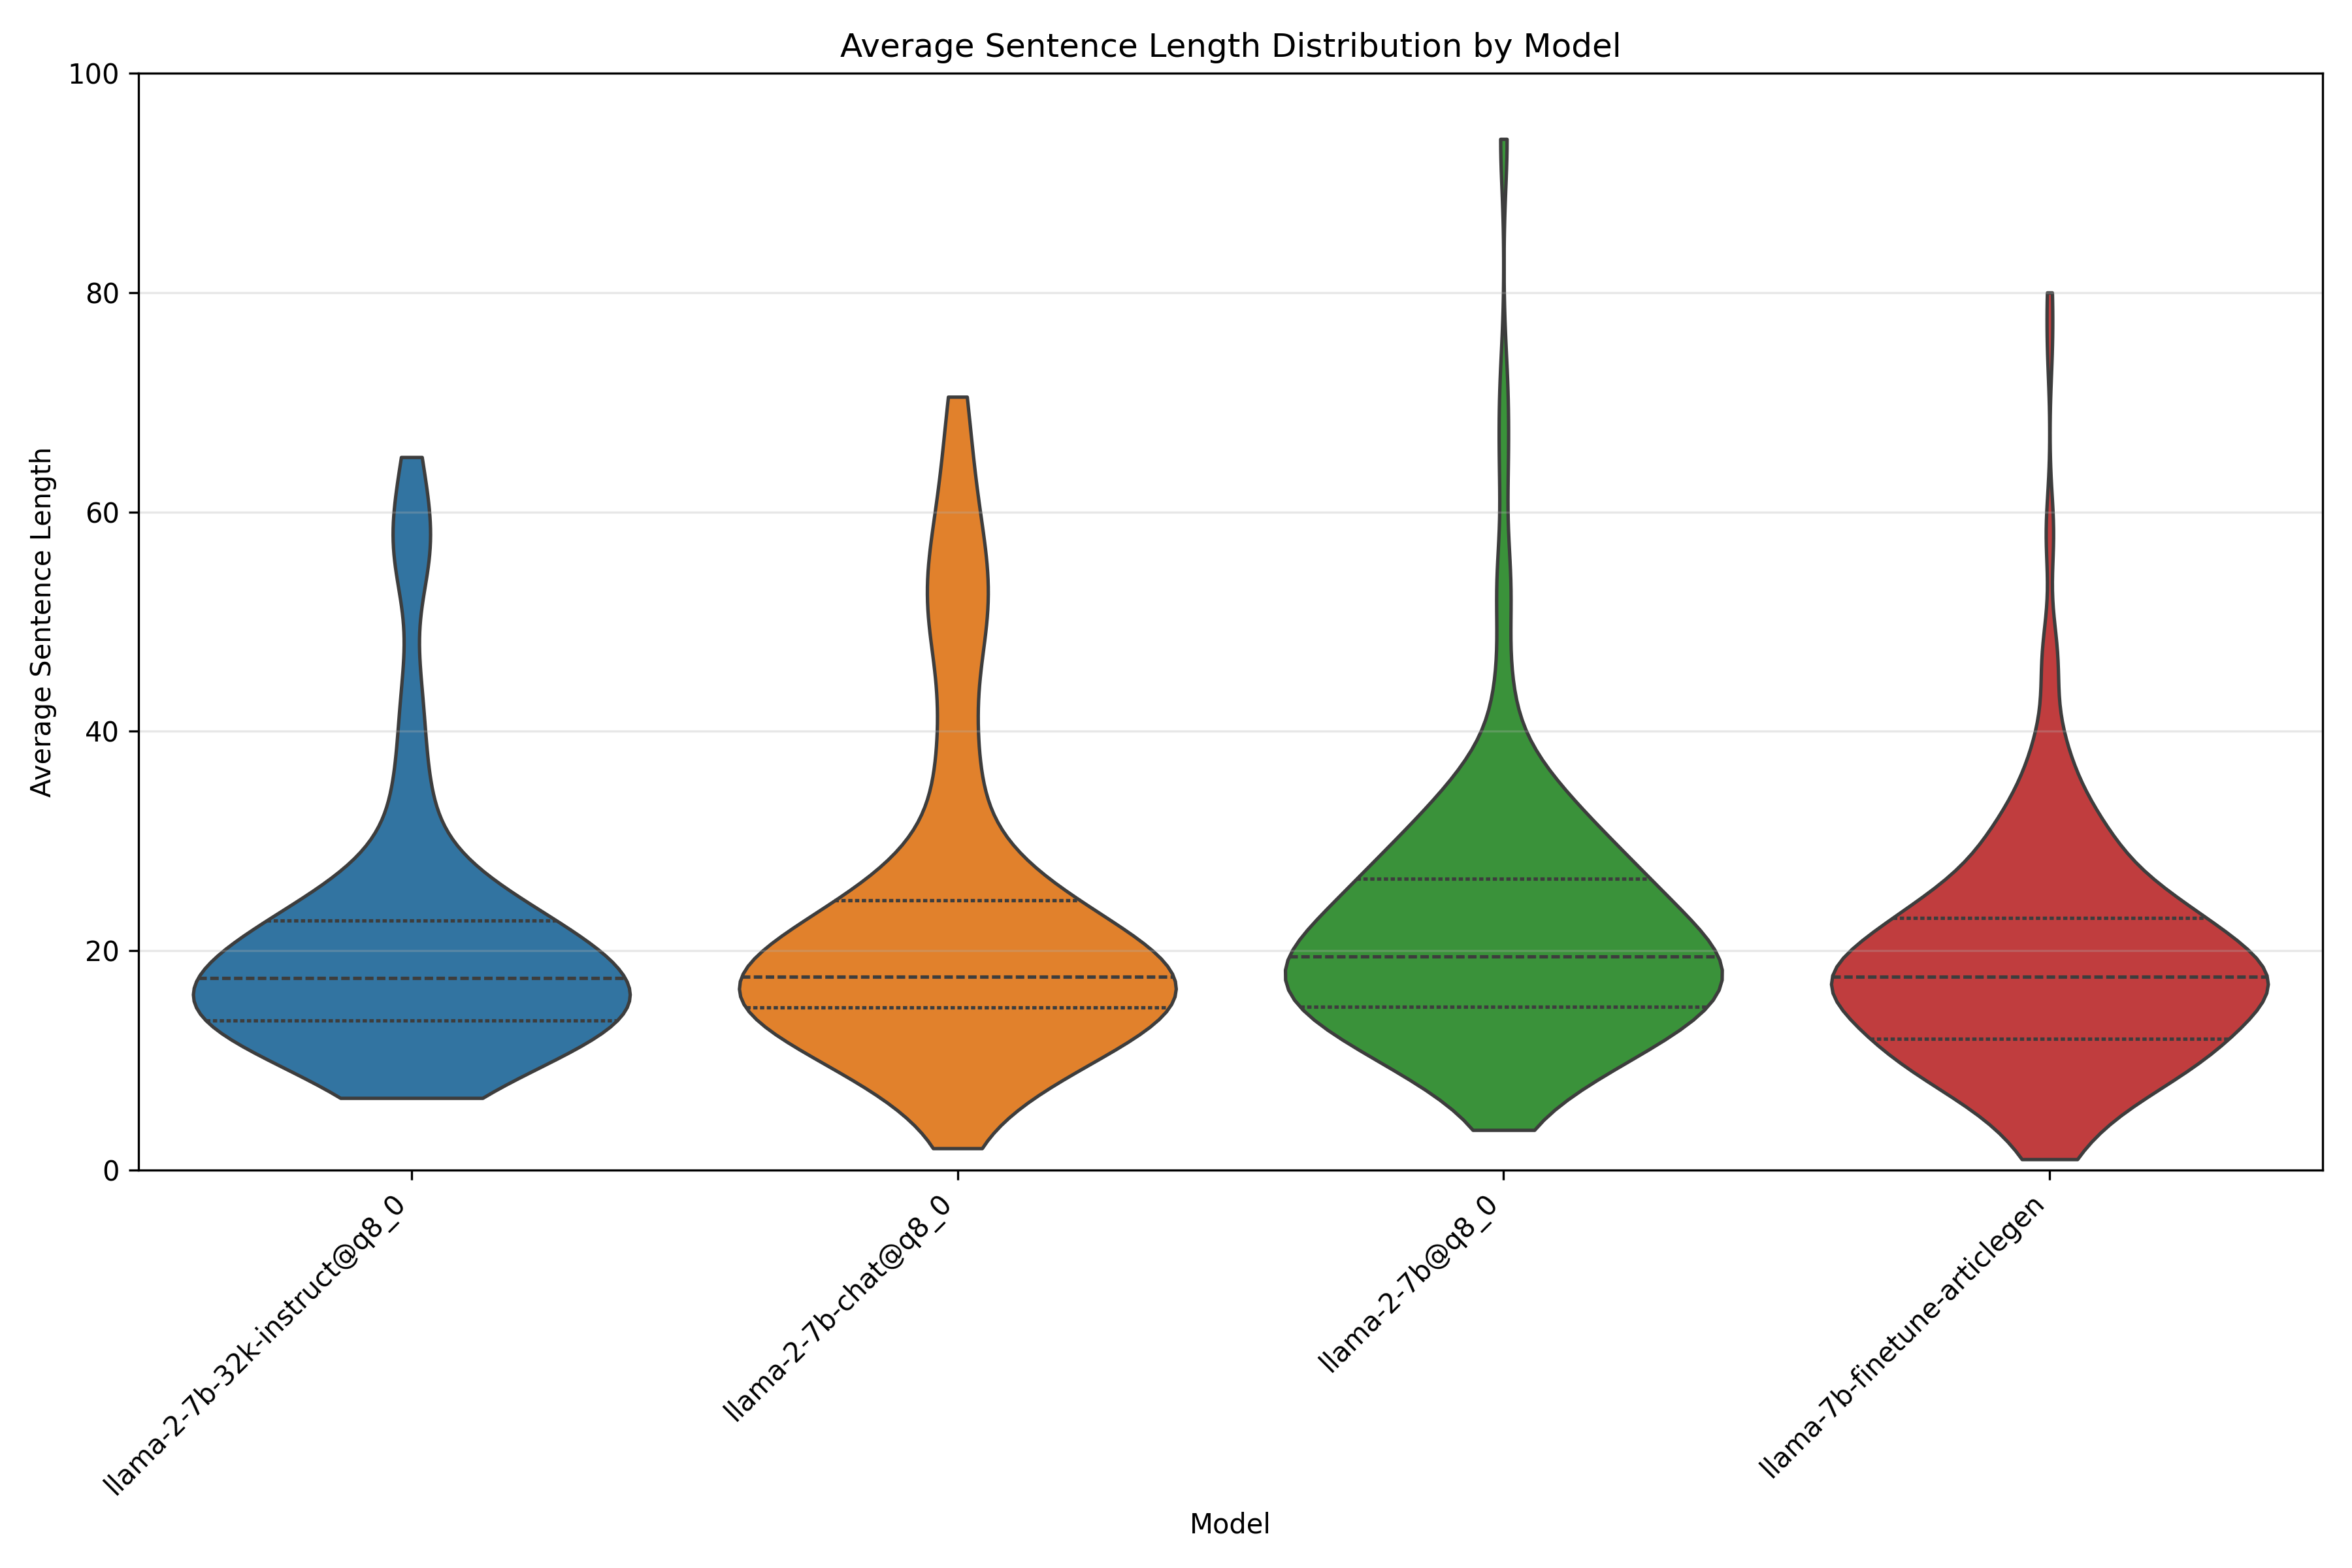 Average Sentence Length Distribution by Model
Average Sentence Length
100
80
60
40
20
0
llama-2-7b-32k-instruct@q8_0
llama-2-7b-chat@q8_0
llama-2-7b@q8_0
llama-7b-finetune-articlegen
Model